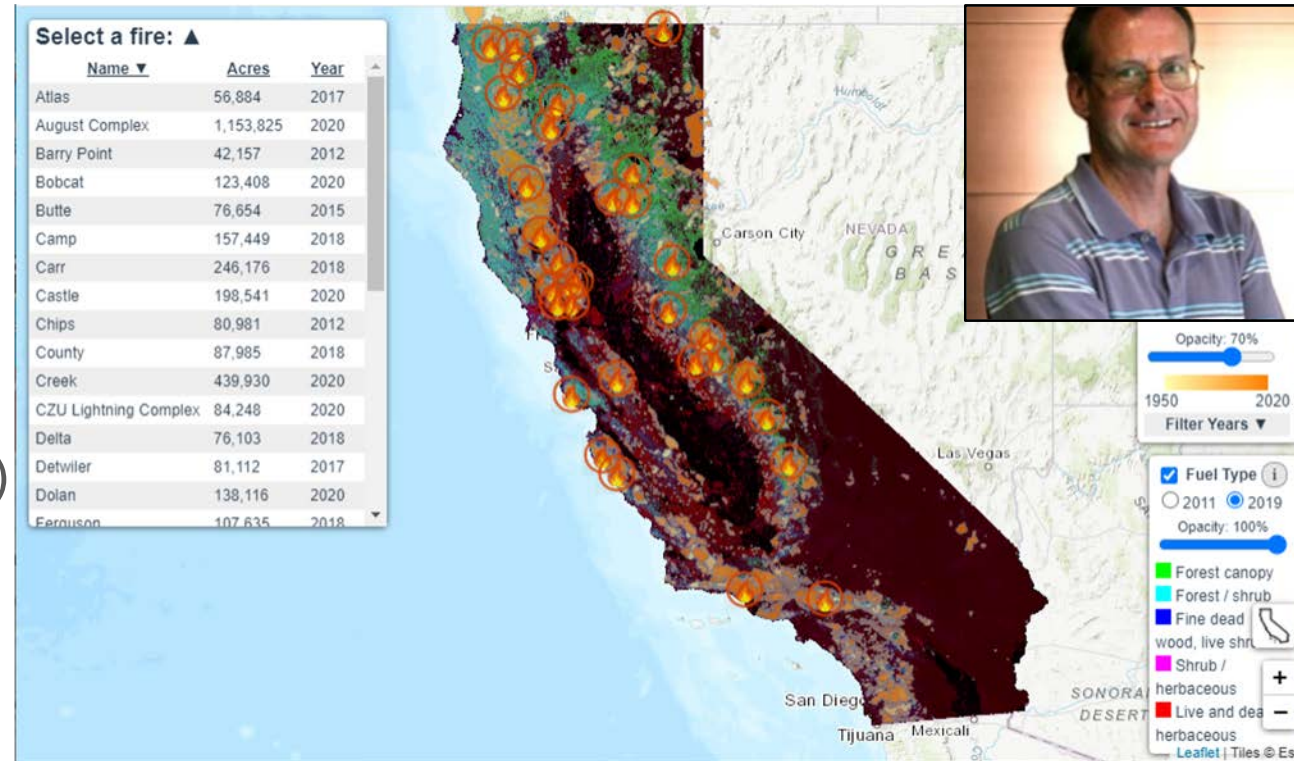 Select a fire: ▲
Name ▼ Acres Year
Atlas 56,884 2017
August Complex 1,153,825 2020
Barry Point 42,157 2012
Bobcat 123,408 2020
Butte 76,654 2015
Camp 157,449 2018
Carr 246,176 2018
Castle 198,541 2020
Chips 80,981 2012
County 87,985 2018
Creek 439,930 2020
CZU Lightning Complex 84,248 2020
Delta 76,103 2018
Detwiler 81,112 2017
Dolan 138,116 2020
Ferguson 107,635 2018
)
Humboldt
Carson City
NEVADA
G R E
B A S
Las Vegas
San Diego
Tijuana
Mexicali
SONORA
DESERT
Opacity: 70%
1950 2020
Filter Years ▼
Fuel Type i
2011 2019
Opacity: 100%
Forest canopy
Forest / shrub
Fine dead
wood, live shr
Shrub /
herbaceous
Live and dea
herbaceous
+
−
Leaflet | Tiles © Es